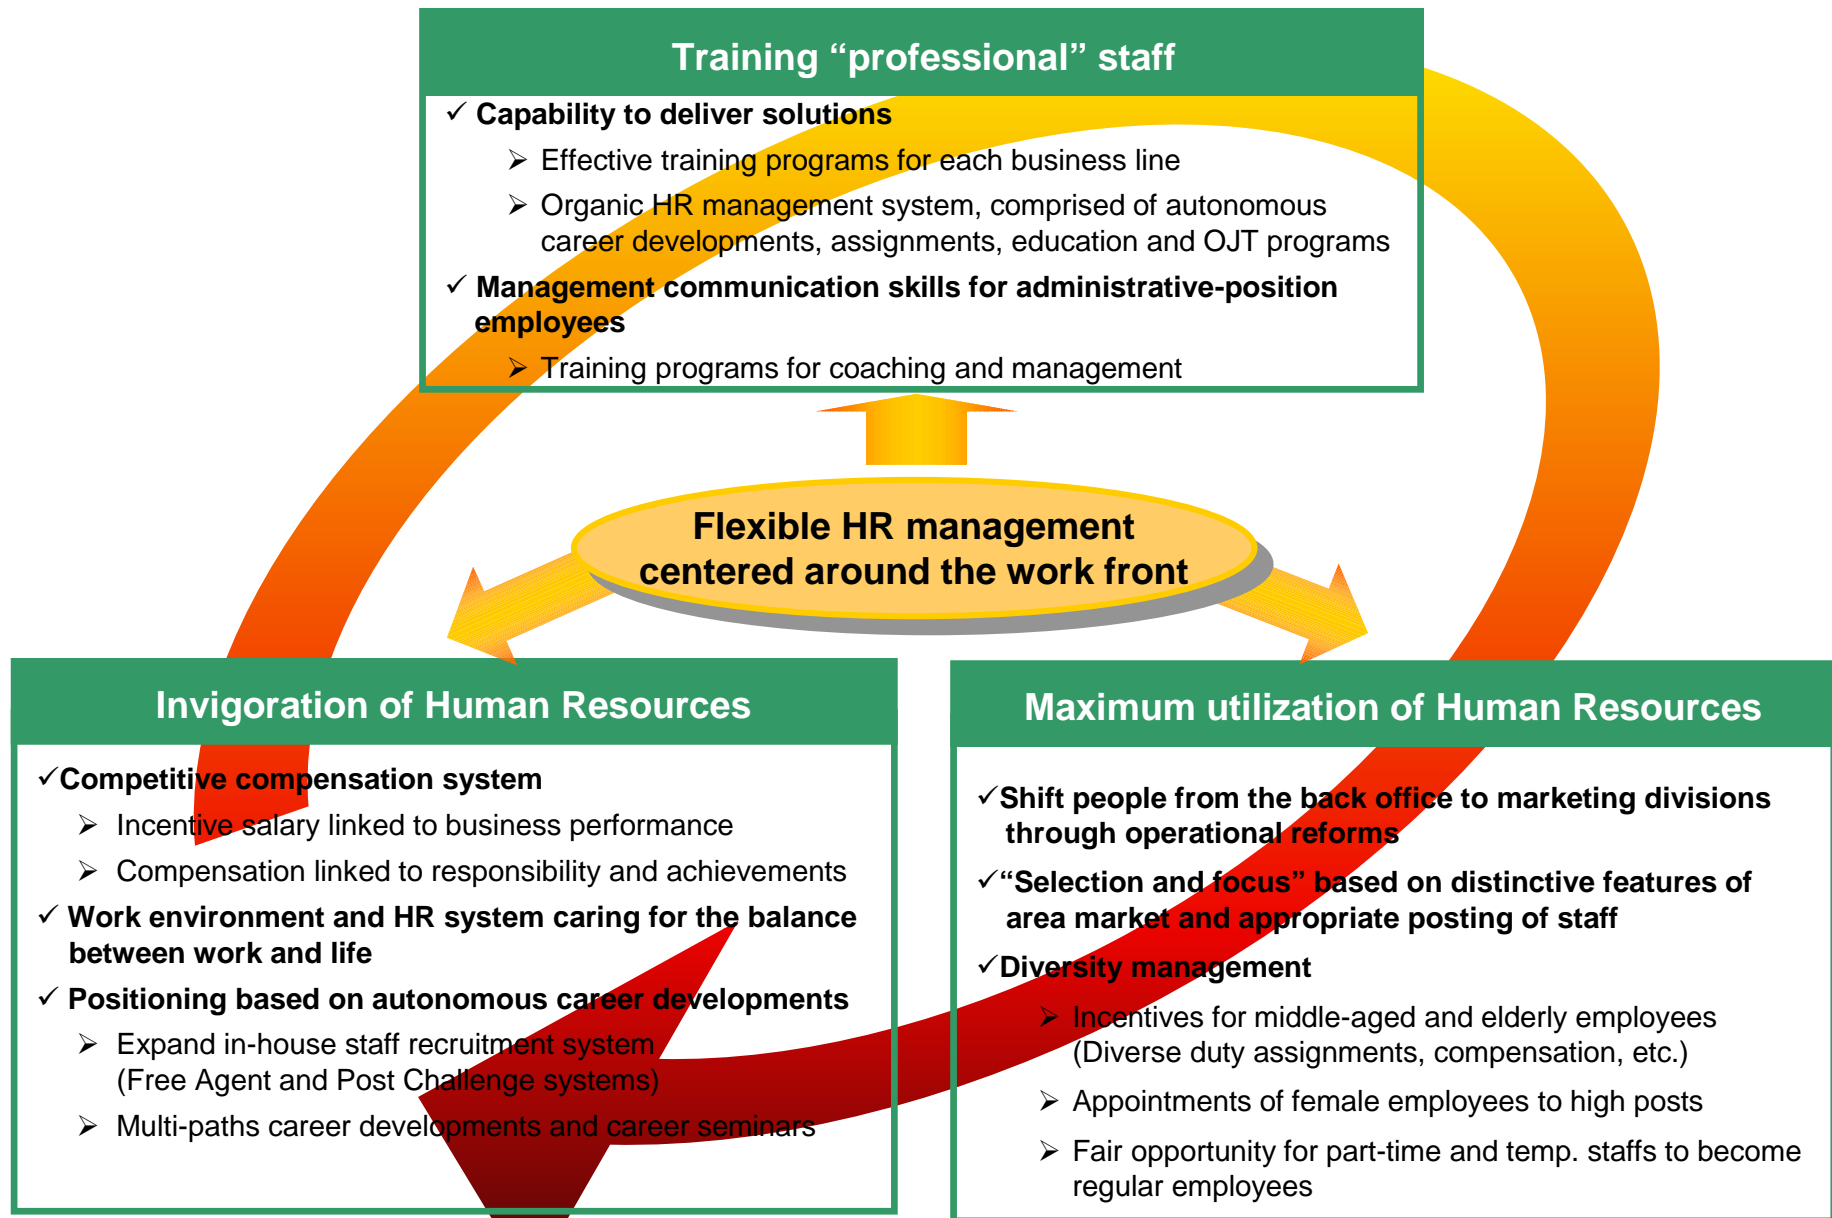 Training “professional” staff
✓ Capability to deliver solutions
➢ Effective training programs for each business line
➢ Organic HR management system, comprised of autonomous
career developments, assignments, education and OJT programs
✓ Management communication skills for administrative-position
employees
➢ Training programs for coaching and management
Flexible HR management
centered around the work front
Invigoration of Human Resources
✓Competitive compensation system
➢ Incentive salary linked to business performance
➢ Compensation linked to responsibility and achievements
✓ Work environment and HR system caring for the balance
between work and life
✓ Positioning based on autonomous career developments
➢ Expand in-house staff recruitment system
(Free Agent and Post Challenge systems)
➢ Multi-paths career developments and career seminars
Maximum utilization of Human Resources
✓Shift people from the back office to marketing divisions
through operational reforms
✓“Selection and focus” based on distinctive features of
area market and appropriate posting of staff
✓Diversity management
➢ Incentives for middle-aged and elderly employees
(Diverse duty assignments, compensation, etc.)
➢ Appointments of female employees to high posts
➢ Fair opportunity for part-time and temp. staffs to become
regular employees